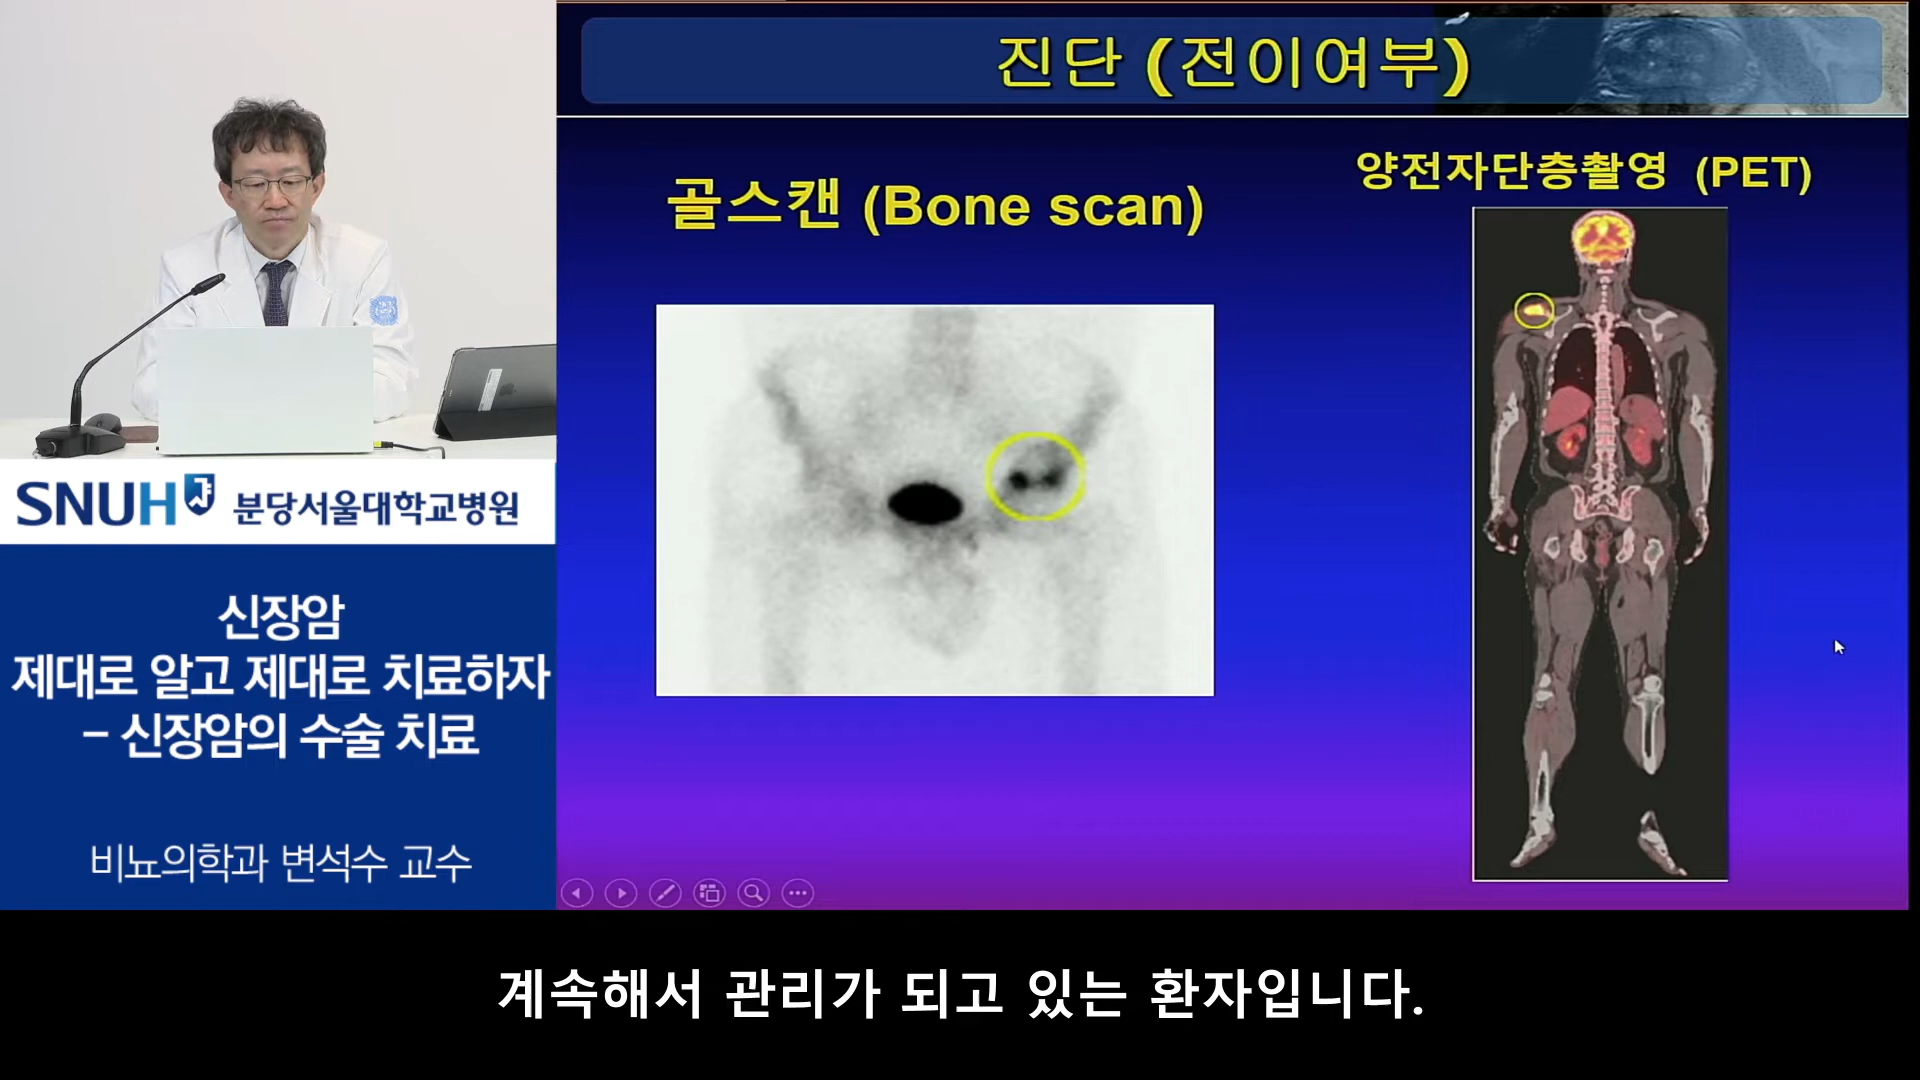 진단 (전이여부)
골스캔 (Bone scan)
양전자단층촬영 (PET)
SNUH 분당서울대학교병원
신장암
제대로 알고 제대로 치료하자
– 신장암의 수술 치료
비뇨의학과 변석수 교수
계속해서 관리가 되고 있는 환자입니다.